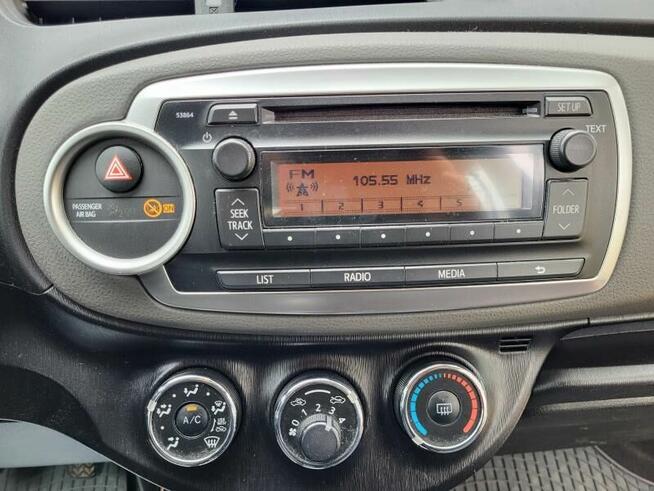 53864
SET UP
TEXT
FM 105.55 MHz
1 2 3 4 5
PASSENGER
AIR BAG
ON
SEEK
TRACK
FOLDER
LIST RADIO MEDIA
A/C
0 1 2 3 4